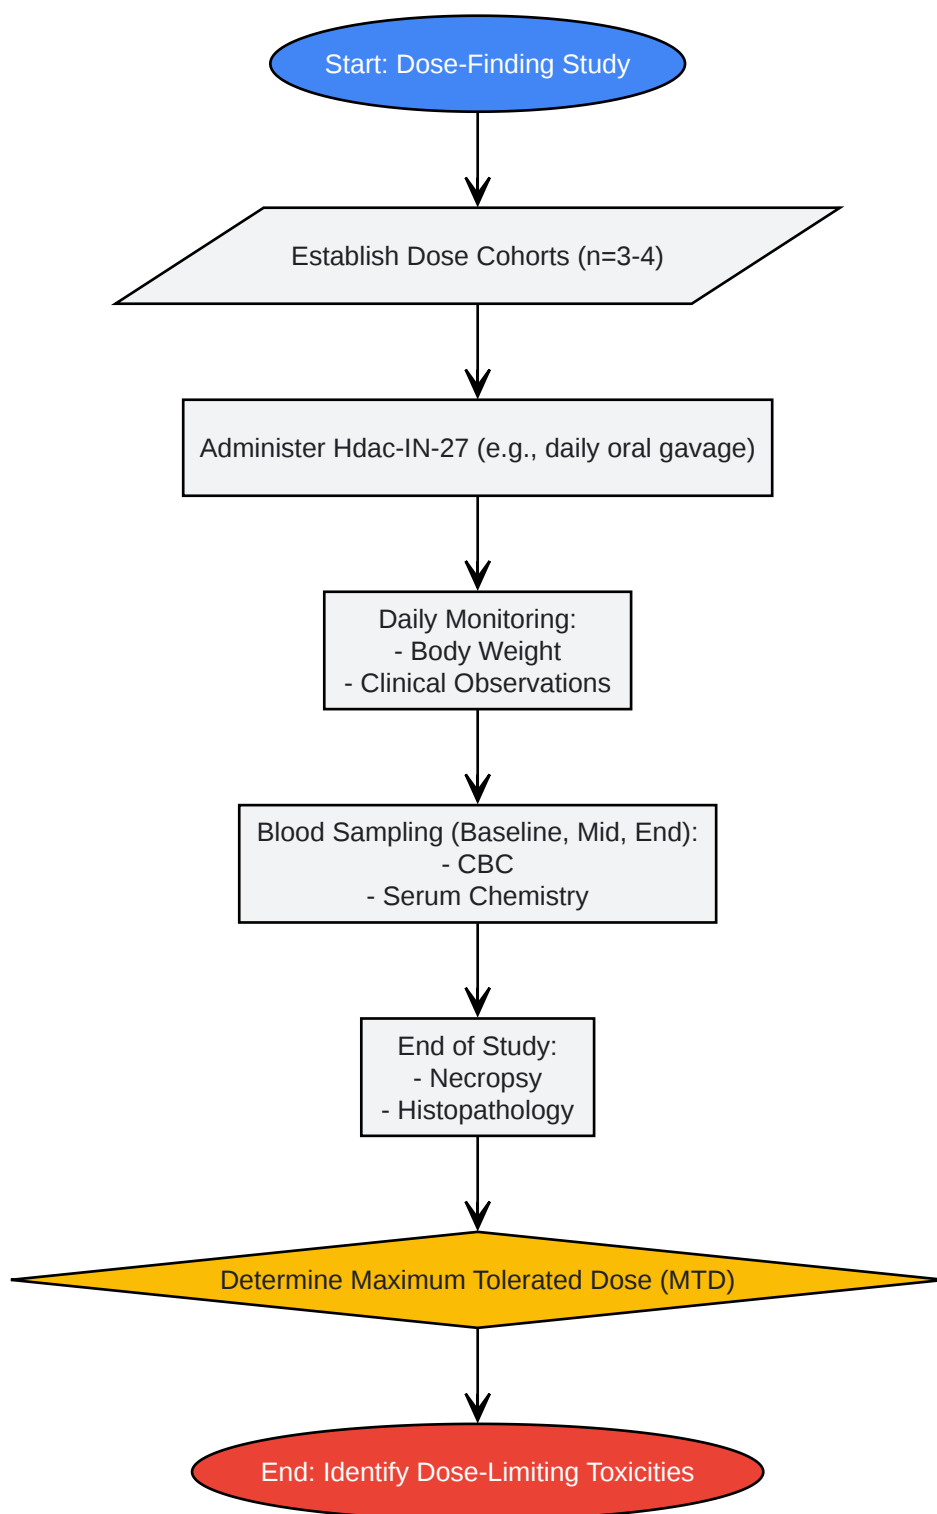 Start: Dose-Finding Study
Establish Dose Cohorts (n=3-4)
Administer Hdac-IN-27 (e.g., daily oral gavage)
Daily Monitoring:
- Body Weight
- Clinical Observations
Blood Sampling (Baseline, Mid, End):
- CBC
- Serum Chemistry
End of Study:
- Necropsy
- Histopathology
Determine Maximum Tolerated Dose (MTD)
End: Identify Dose-Limiting Toxicities